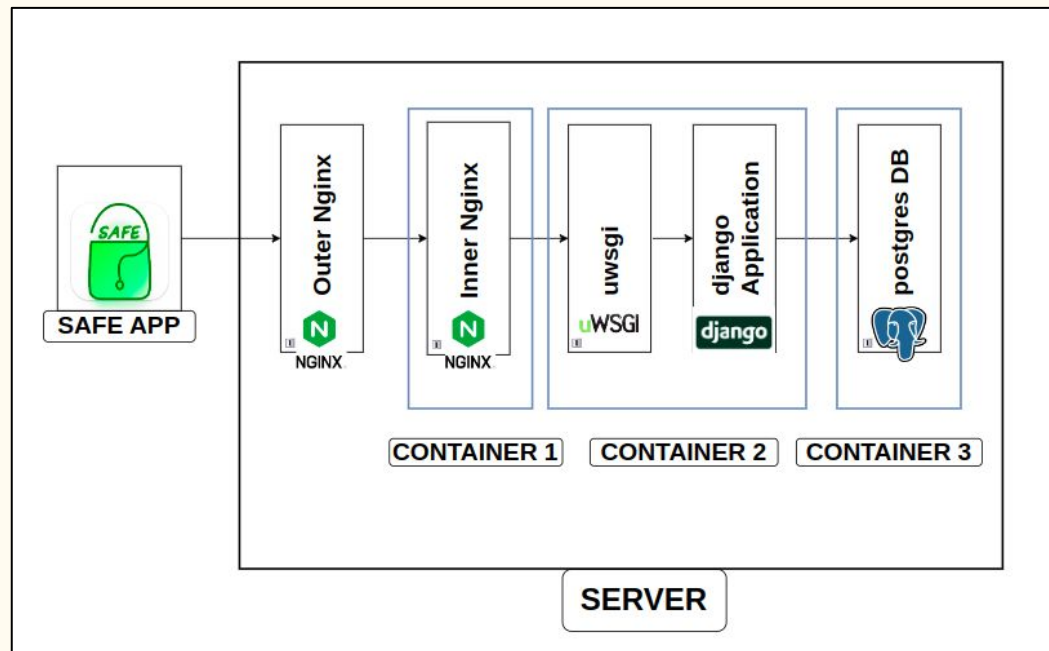 SAFE
SAFE APP
Outer Nginx
NGINX
Inner Nginx
NGINX
uwsgi
uWSGI
django
Application
django
postgres DB
CONTAINER 1
CONTAINER 2
CONTAINER 3
SERVER